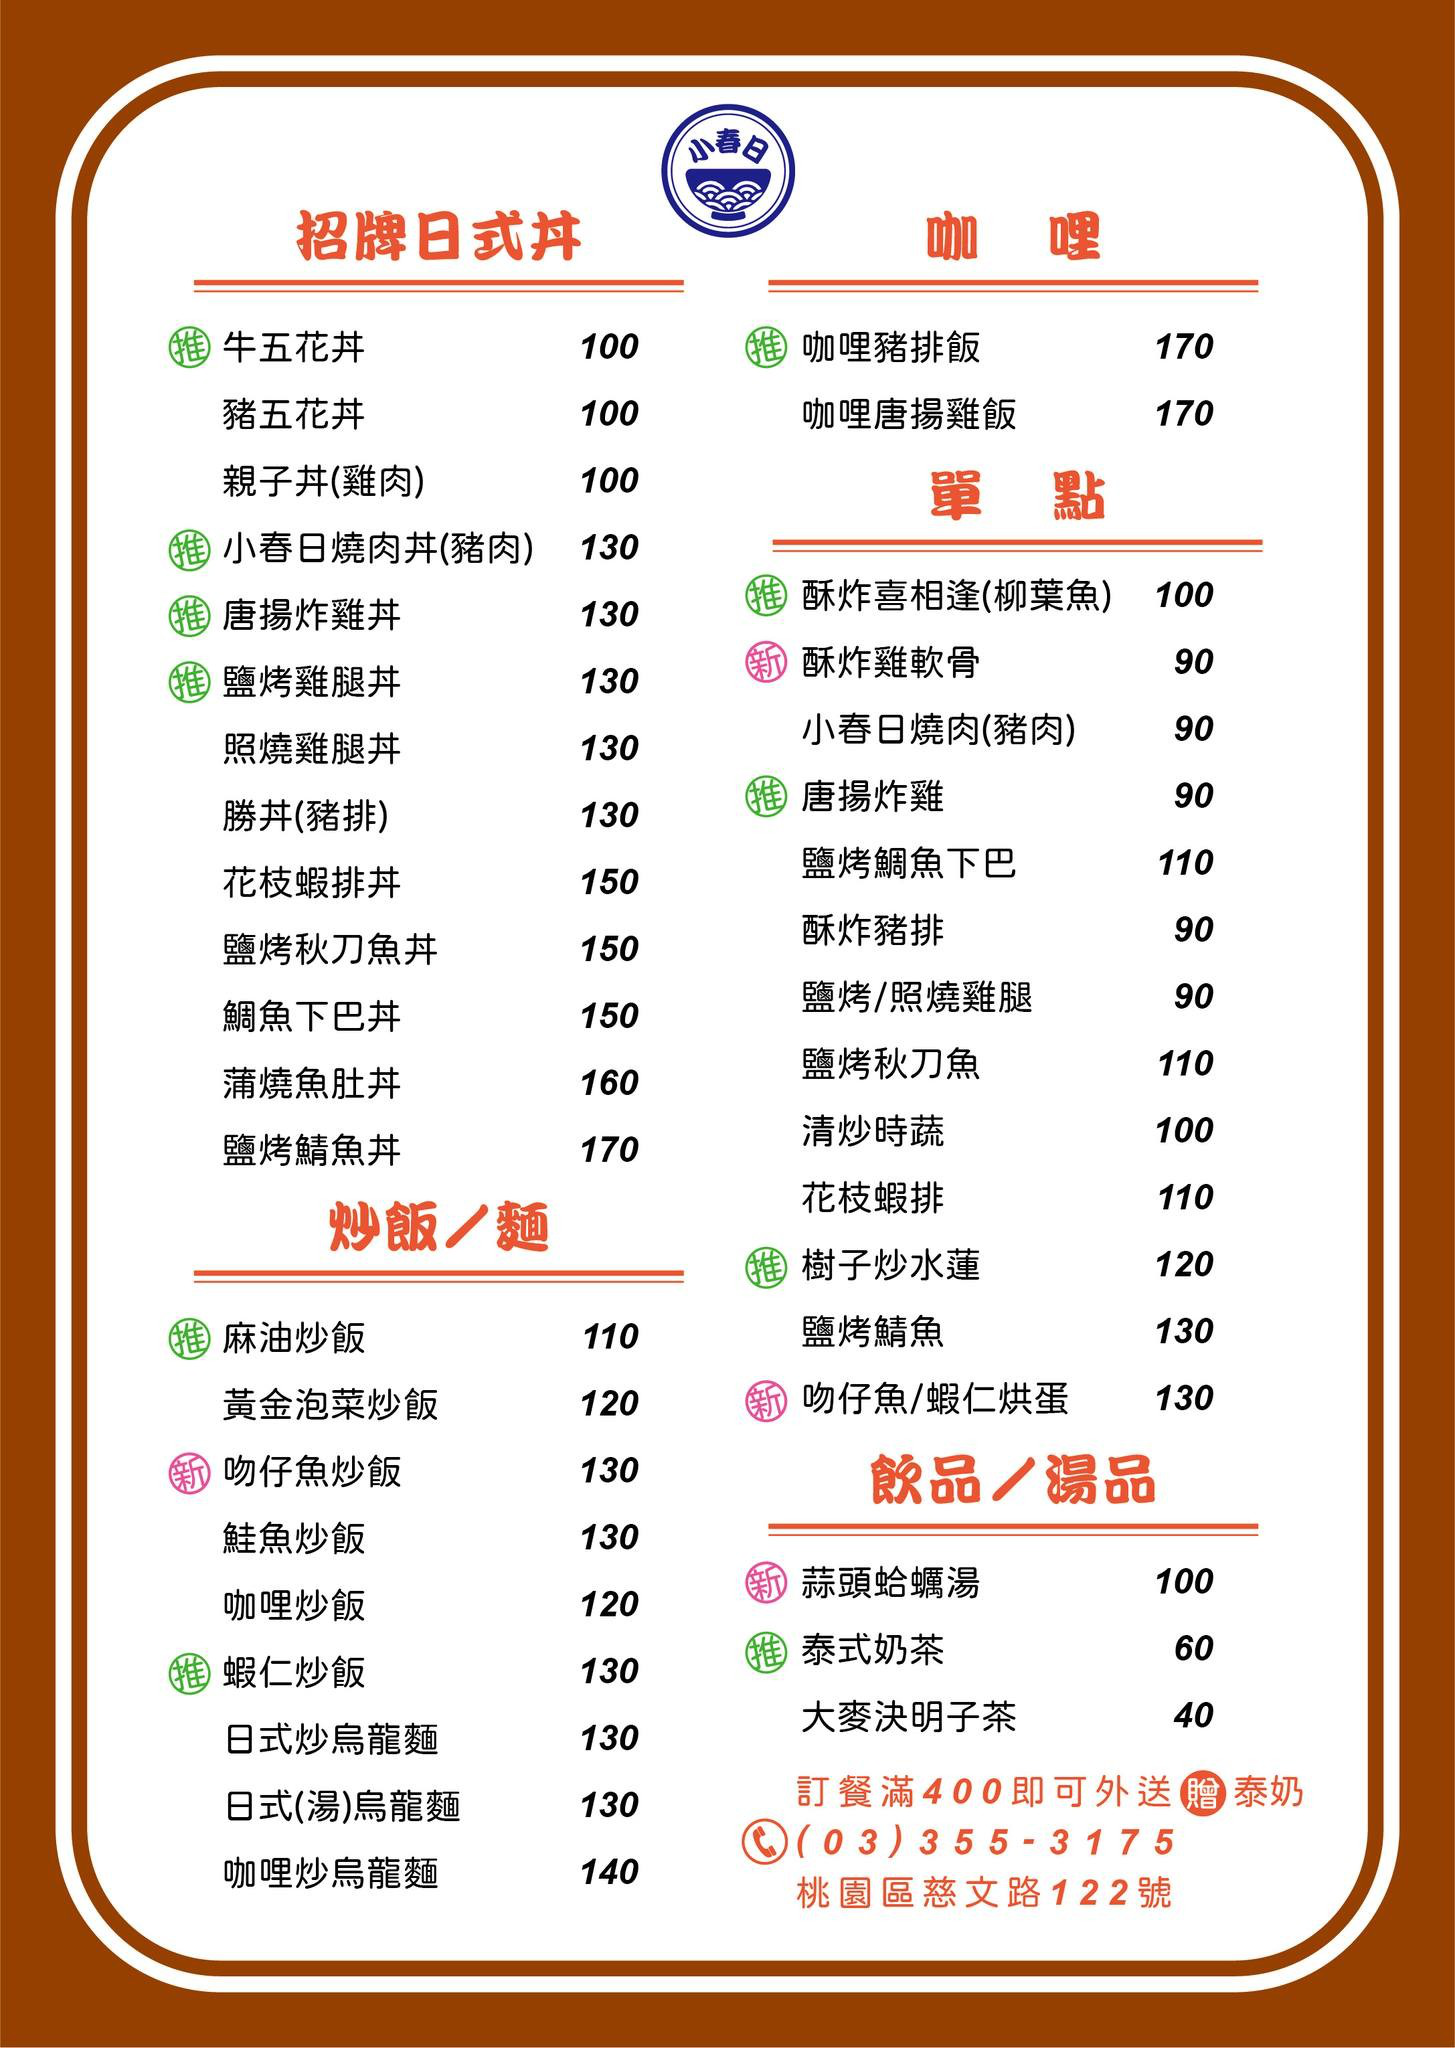 小春日
招牌日式丼
推 牛五花丼 100
豬五花丼 100
親子丼(雞肉) 100
推 小春日燒肉丼(豬肉) 130
推 唐揚炸雞丼 130
推 鹽烤雞腿丼 130
照燒雞腿丼 130
勝丼(豬排) 130
花枝蝦排丼 150
鹽烤秋刀魚丼 150
鯛魚下巴丼 150
蒲燒魚肚丼 160
鹽烤鯖魚丼 170
炒飯／麵
推 麻油炒飯 110
黃金泡菜炒飯 120
新 吻仔魚炒飯 130
鮭魚炒飯 130
咖哩炒飯 120
推 蝦仁炒飯 130
日式炒烏龍麵 130
日式(湯)烏龍麵 130
咖哩炒烏龍麵 140
咖哩
推 咖哩豬排飯 170
咖哩唐揚雞飯 170
單點
推 酥炸喜相逢(柳葉魚) 100
新 酥炸雞軟骨 90
小春日燒肉(豬肉) 90
推 唐揚炸雞 90
鹽烤鯛魚下巴 110
酥炸豬排 90
鹽烤/照燒雞腿 90
鹽烤秋刀魚 110
清炒時蔬 100
花枝蝦排 110
推 樹子炒水蓮 120
鹽烤鯖魚 130
新 吻仔魚/蝦仁烘蛋 130
飲品／湯品
新 蒜頭蛤蠣湯 100
推 泰式奶茶 60
大麥決明子茶 40
訂餐滿400即可外送 贈 泰奶
(03)355-3175
桃園區慈文路122號